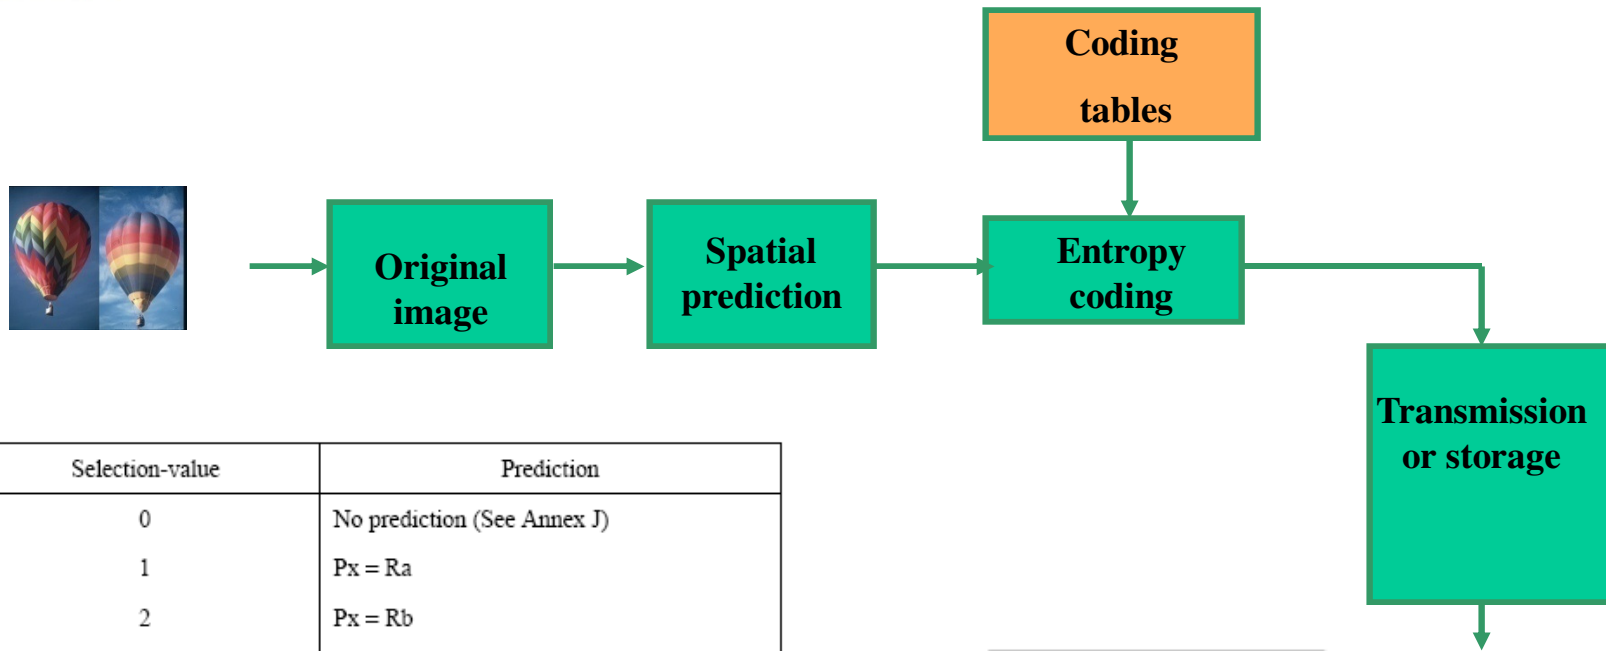 Coding
tables
Original
image
Spatial
prediction
Entropy
coding
Transmission
or storage
Selection-value Prediction
0 No prediction (See Annex J)
1 Px = Ra
2 Px = Rb